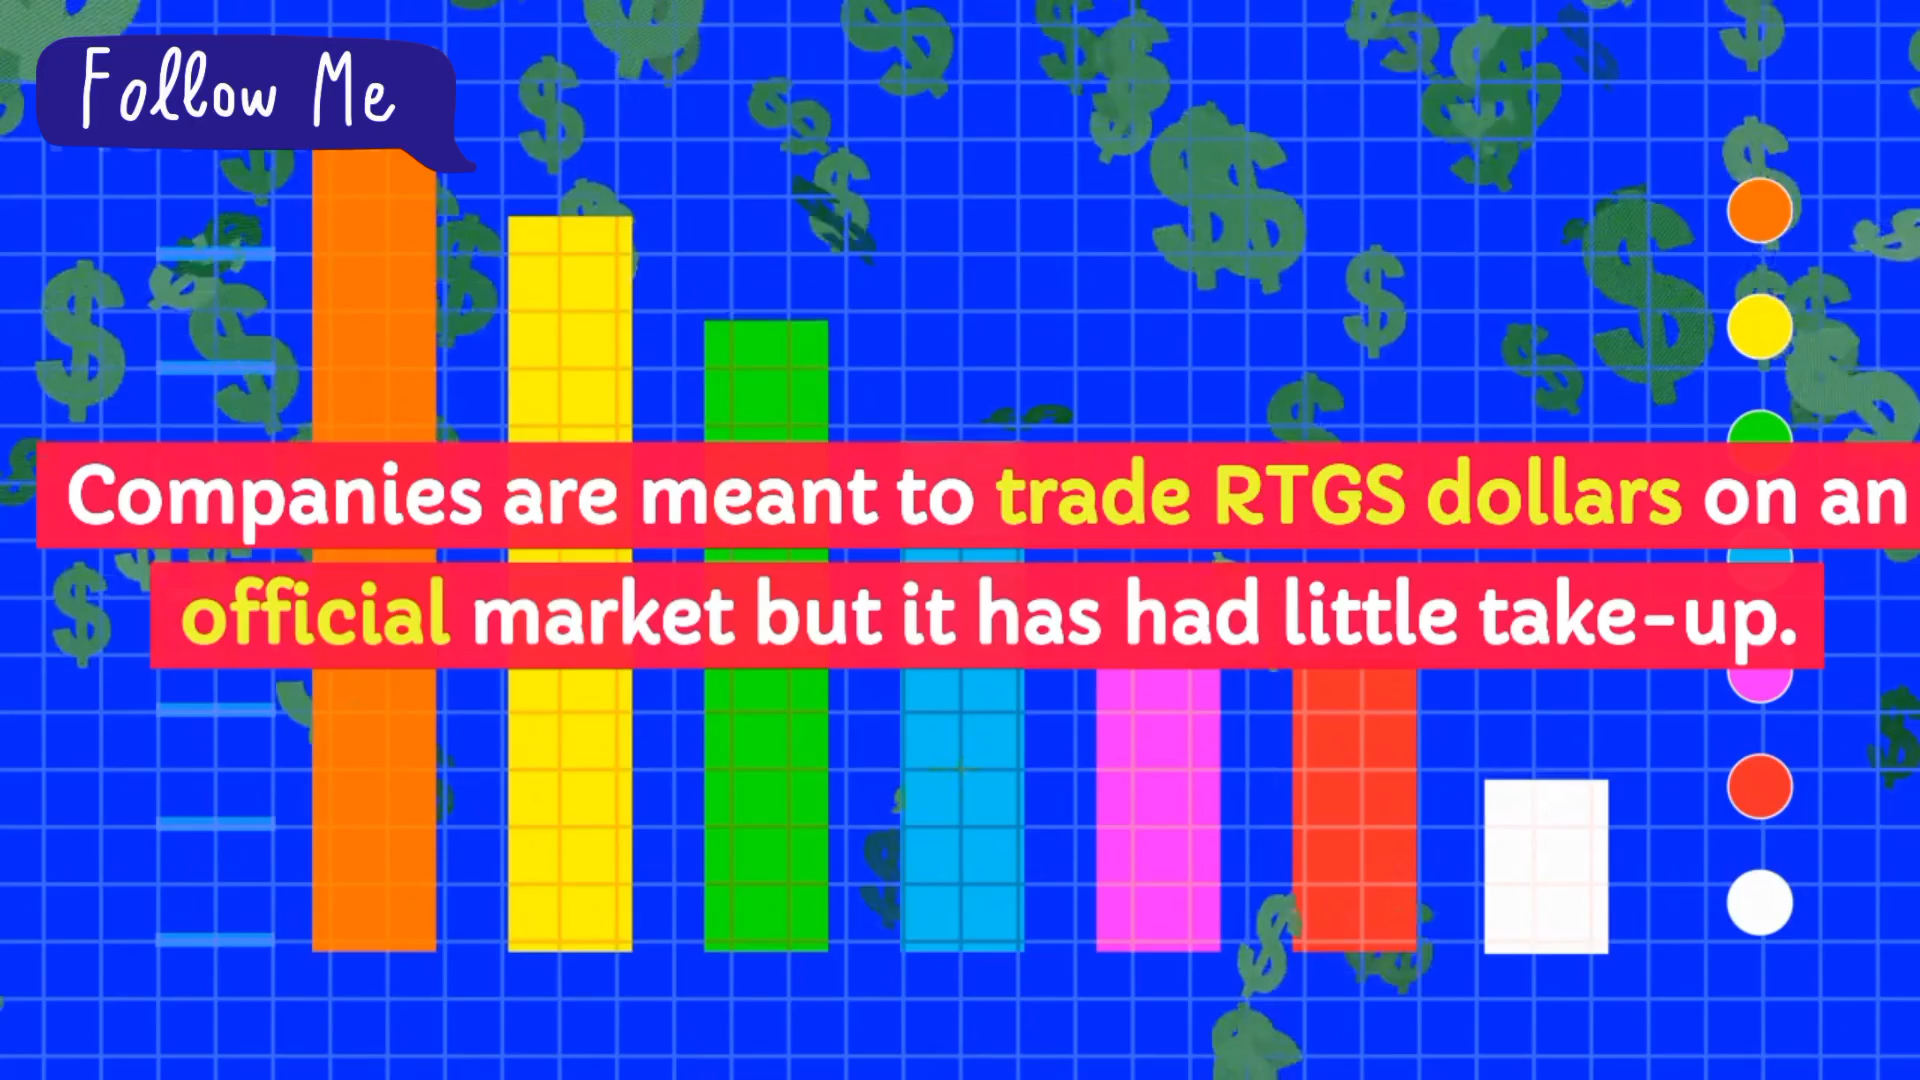 Follow Me
Companies are meant to trade RTGS dollars on an
official market but it has had little take-up.